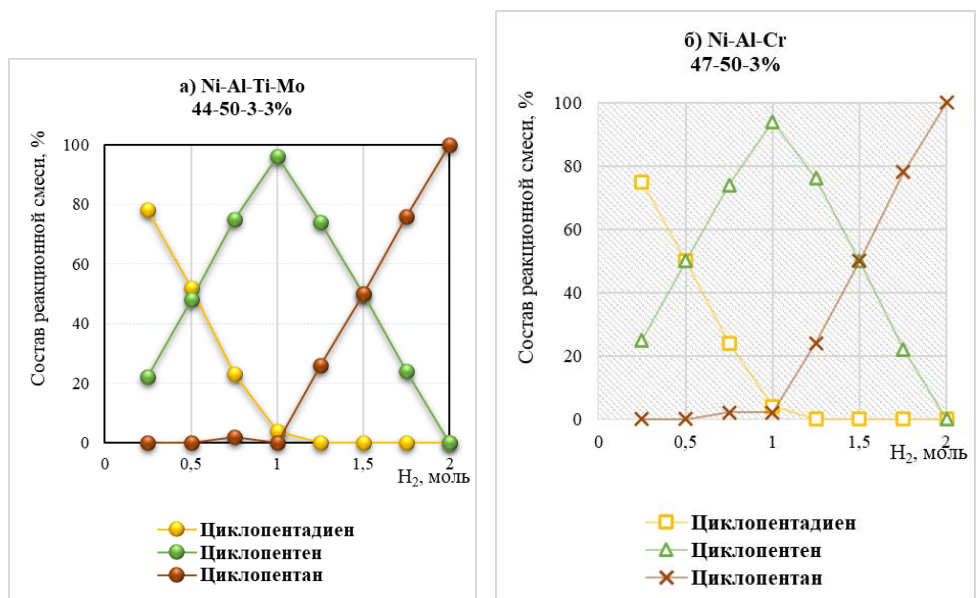 а) Ni-Al-Ti-Mo
44-50-3-3%
Состав реакционной смеси, %
100
80
60
40
20
0
0
0,5
1
1,5
2
H₂, моль
Циклопентадиен
Циклопентен
Циклопентан
б) Ni-Al-Cr
47-50-3%
Состав реакционной смеси, %
100
80
60
40
20
0
0
0,5
1
1,5
2
H₂, моль
Циклопентадиен
Циклопентен
Циклопентан